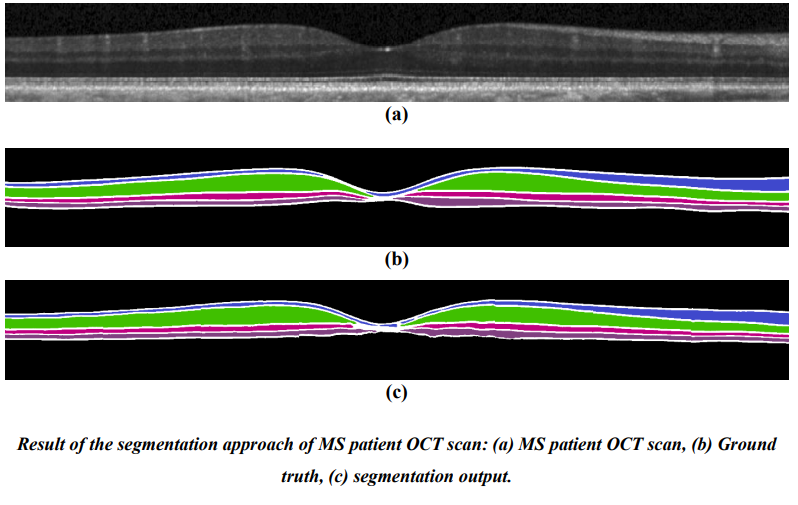 (a)
(b)
(c)
Result of the segmentation approach of MS patient OCT scan: (a) MS patient OCT scan, (b) Ground
truth, (c) segmentation output.